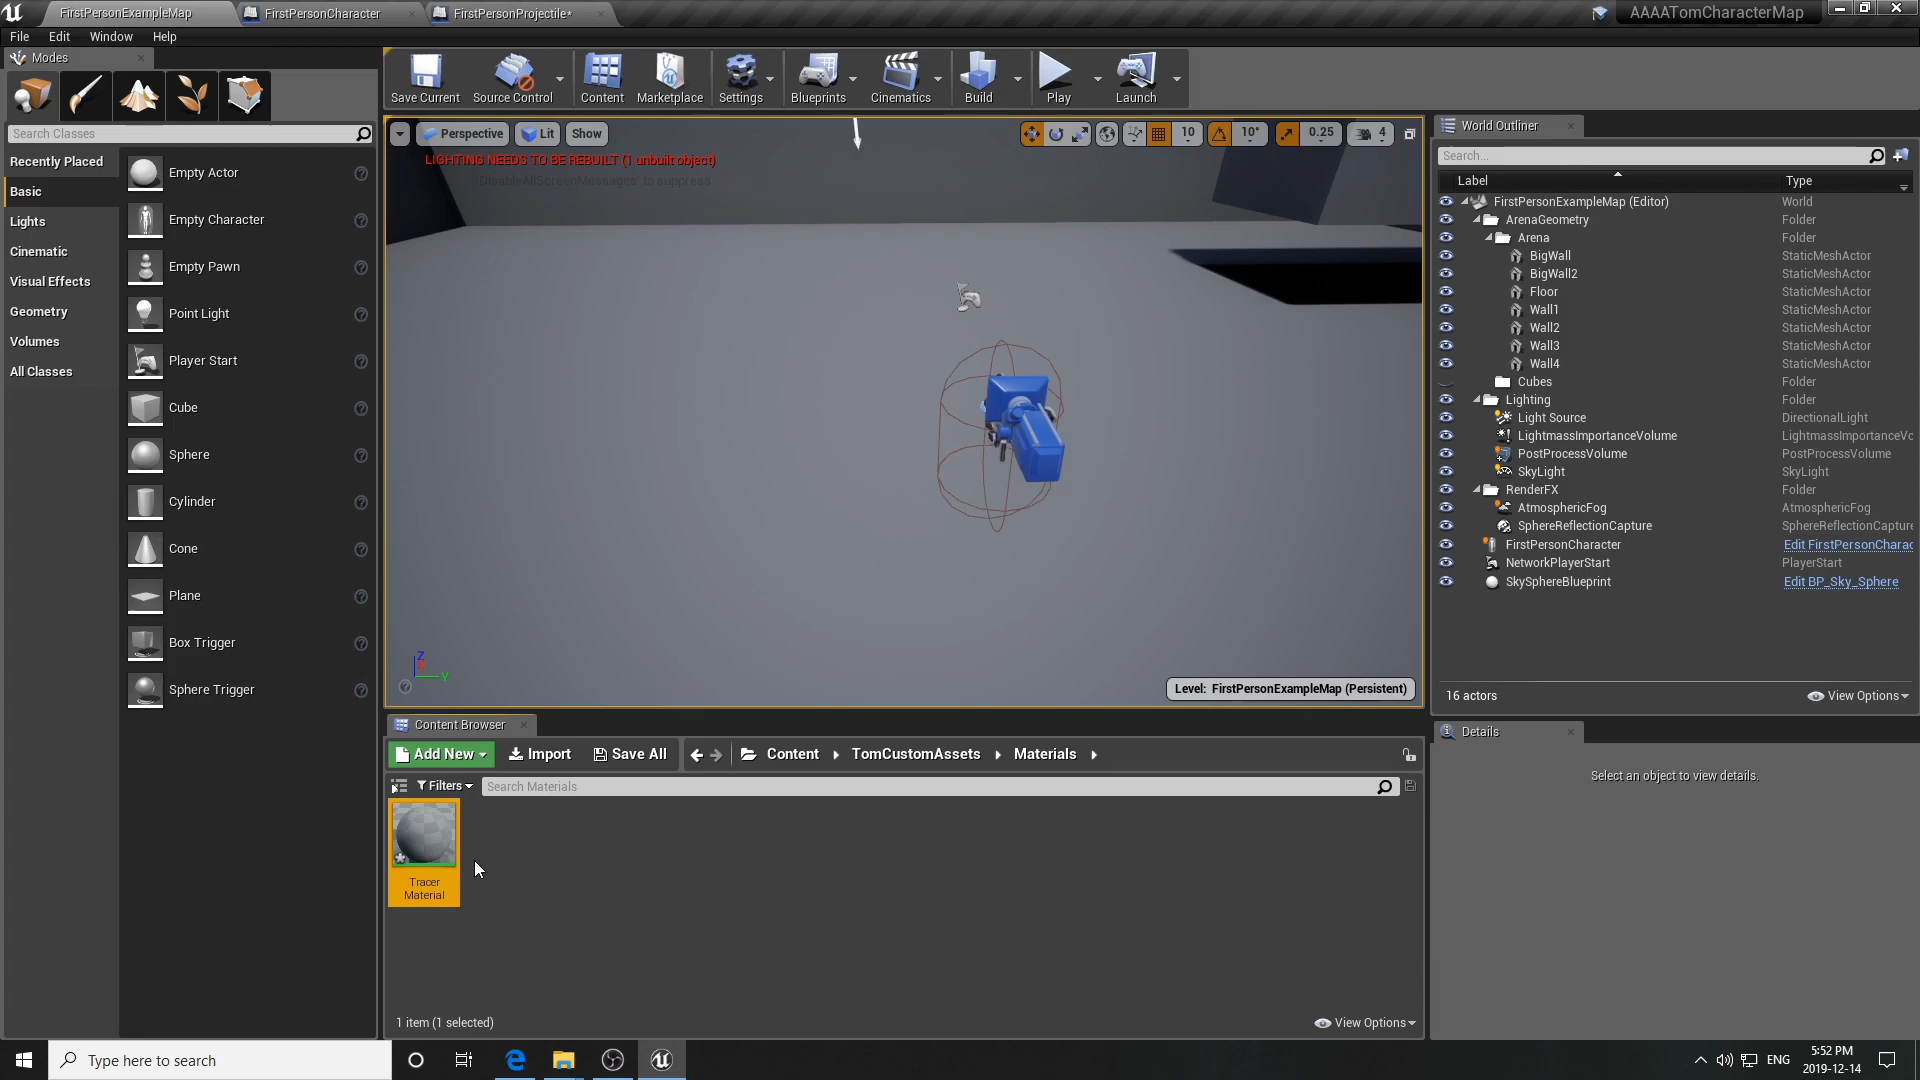 FirstPersonExampleMap
FirstPersonCharacter
FirstPersonProjectile*
AAAATomCharacterMap
File Edit Window Help
Modes
Search Classes
Recently Placed
Basic
Lights
Cinematic
Visual Effects
Geometry
Volumes
All Classes
Empty Actor
Empty Character
Empty Pawn
Point Light
Player Start
Cube
Sphere
Cylinder
Cone
Plane
Box Trigger
Sphere Trigger
Save Current
Source Control
Content
Marketplace
Settings
Blueprints
Cinematics
Build
Play
Launch
Perspective Lit Show
10 10° 0.25 4
LIGHTING NEEDS TO BE REBUILT (1 unbuilt object)
'DisableAllScreenMessages' to suppress
Z
X
Y
Level: FirstPersonExampleMap (Persistent)
Content Browser
Add New Import Save All Content TomCustomAssets Materials
Filters Search Materials
Tracer
Material
1 item (1 selected)
View Options
World Outliner
Search...
Label Type
FirstPersonExampleMap (Editor) World
ArenaGeometry Folder
Arena Folder
BigWall StaticMeshActor
BigWall2 StaticMeshActor
Floor StaticMeshActor
Wall1 StaticMeshActor
Wall2 StaticMeshActor
Wall3 StaticMeshActor
Wall4 StaticMeshActor
Cubes Folder
Lighting Folder
Light Source DirectionalLight
LightmassImportanceVolume LightmassImportanceVo
PostProcessVolume PostProcessVolume
SkyLight SkyLight
RenderFX Folder
AtmosphericFog AtmosphericFog
SphereReflectionCapture SphereReflectionCapture
FirstPersonCharacter Edit FirstPersonCharac
NetworkPlayerStart PlayerStart
SkySphereBlueprint Edit BP_Sky_Sphere
16 actors
View Options
Details
Select an object to view details.
Type here to search
ENG
5:52 PM
2019-12-14